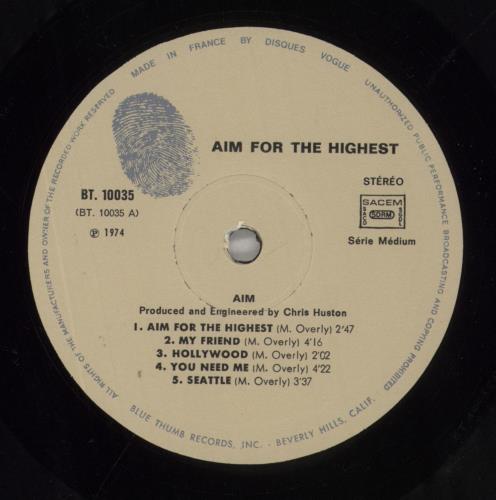 MADE IN FRANCE BY DISQUES VOGUE
UNAUTHORIZED PUBLIC PERFORMANCE BROADCASTING AND COPYING PROHIBITED
ALL RIGHTS OF THE MANUFACTURERS AND OWNER OF THE RECORDED WORK RESERVED
AIM FOR THE HIGHEST
BT. 10035
(BT. 10035 A)
℗ 1974
STÉRÉO
SACEM
SACD SDRM SGDL
Série Médium
AIM
Produced and Engineered by Chris Huston
1. AIM FOR THE HIGHEST (M. Overly) 2'47
2. MY FRIEND (M. Overly) 4'16
3. HOLLYWOOD (M. Overly) 2'02
4. YOU NEED ME (M. Overly) 4'22
5. SEATTLE (M. Overly) 3'37
BLUE THUMB RECORDS, INC. - BEVERLY HILLS, CALIF.